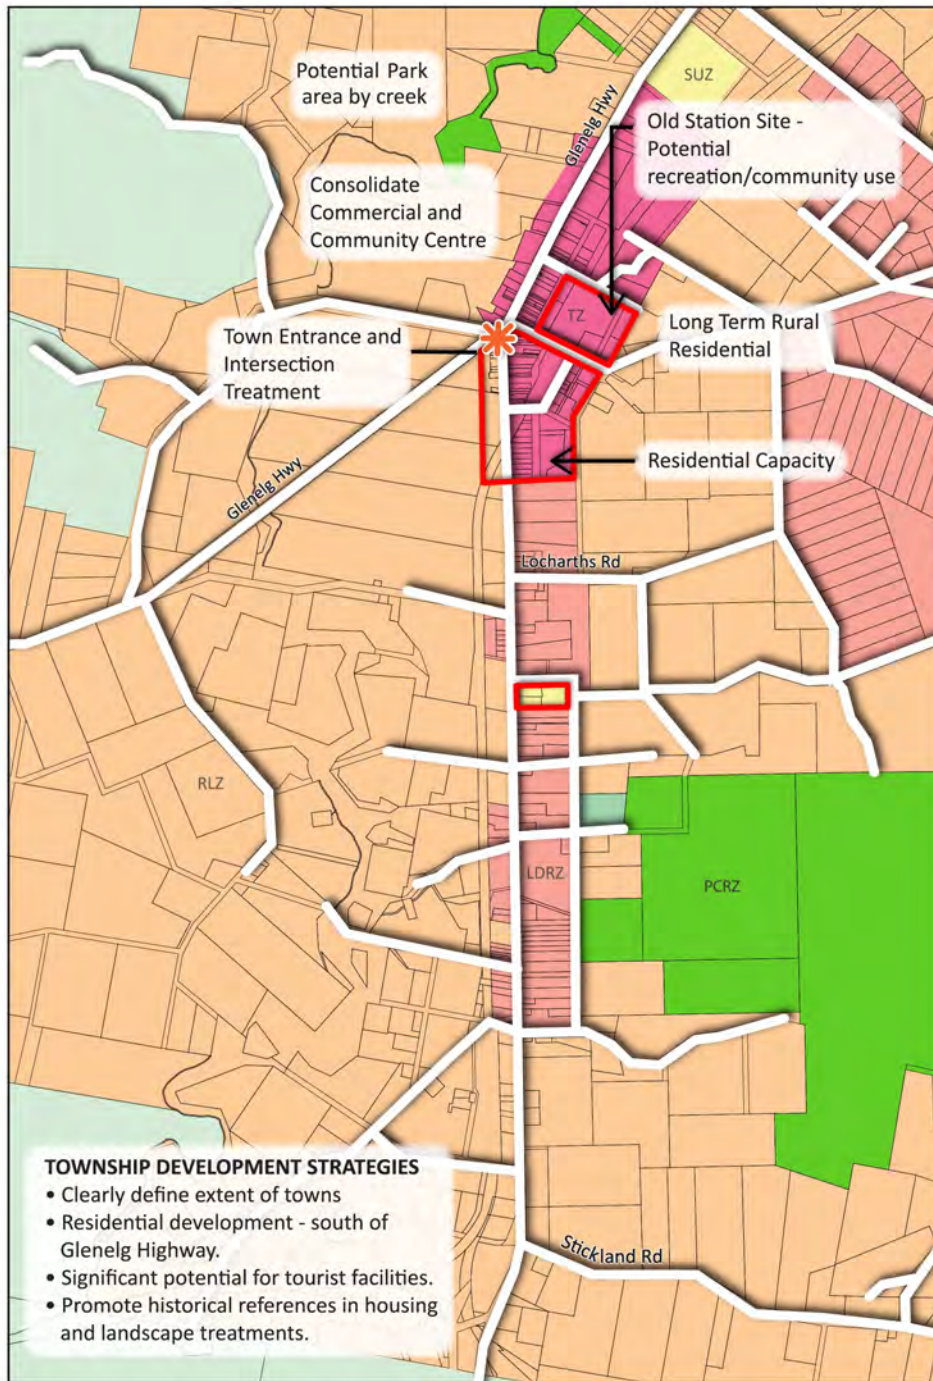 Potential Park
area by creek
Glenelg Hwy
SUZ
Old Station Site -
Potential
recreation/community use
Consolidate
Commercial and
Community Centre
TZ
Town Entrance and
Intersection
Treatment
Long Term Rural
Residential
Residential Capacity
Glenelg Hwy
Locharths Rd
RLZ
LDRZ
PCRZ
TOWNSHIP DEVELOPMENT STRATEGIES
• Clearly define extent of towns
• Residential development - south of
Glenelg Highway.
• Significant potential for tourist facilities.
• Promote historical references in housing
and landscape treatments.
Stickland Rd